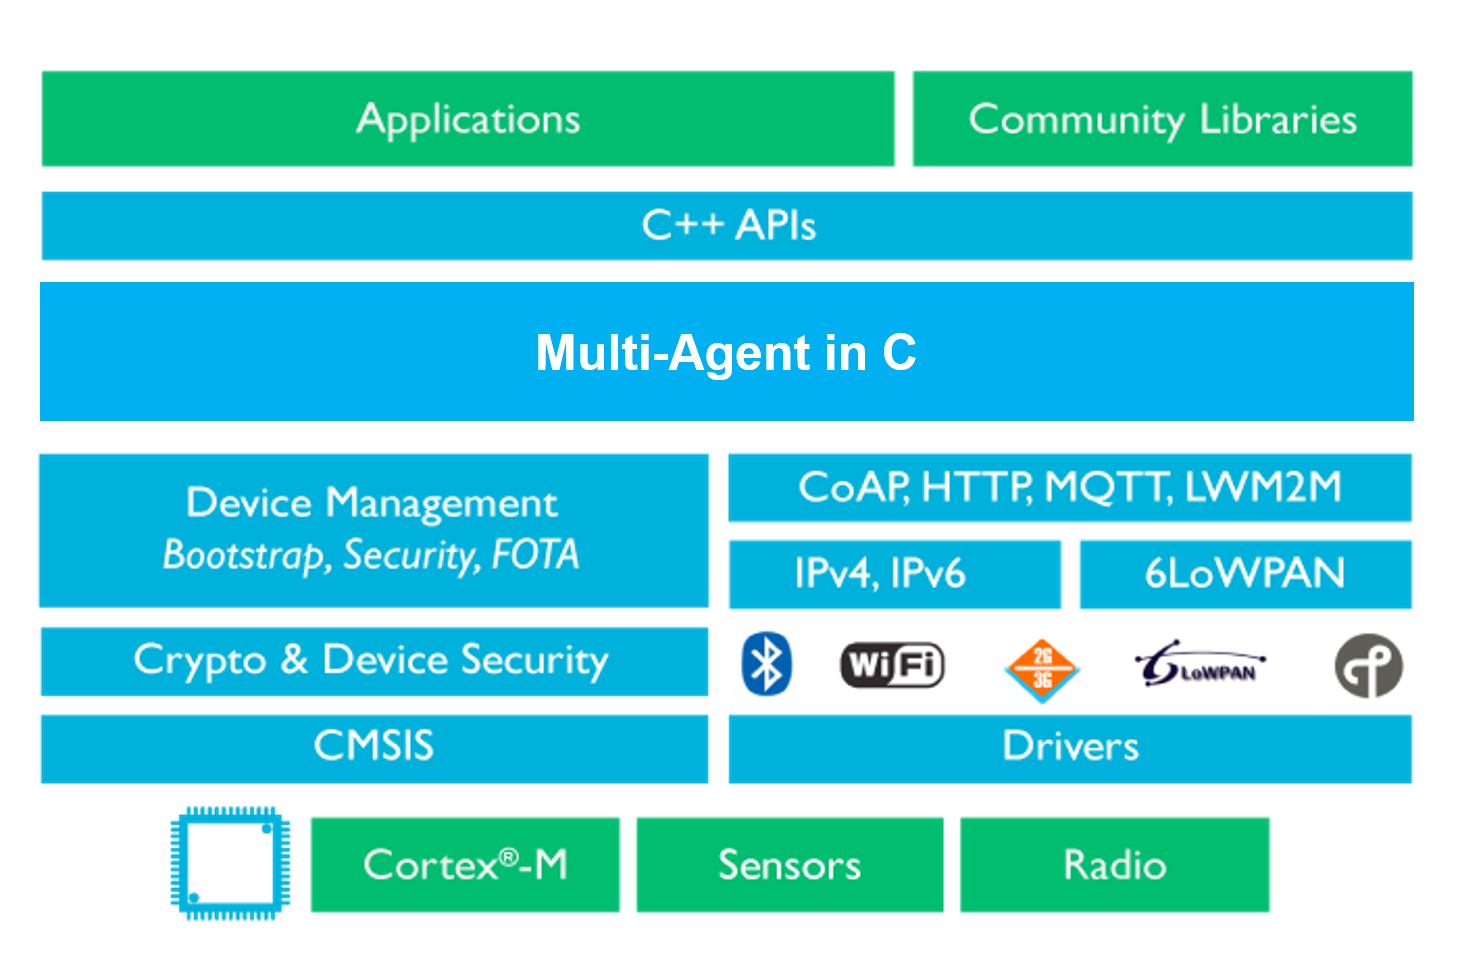 Applications
Community Libraries
C++ APIs
Multi-Agent in C
Device Management
Bootstrap, Security, FOTA
CoAP, HTTP, MQTT, LWM2M
IPv4, IPv6
6LoWPAN
Crypto & Device Security
WiFi
2G
3G
6LoWPAN
CMSIS
Drivers
Cortex®-M
Sensors
Radio